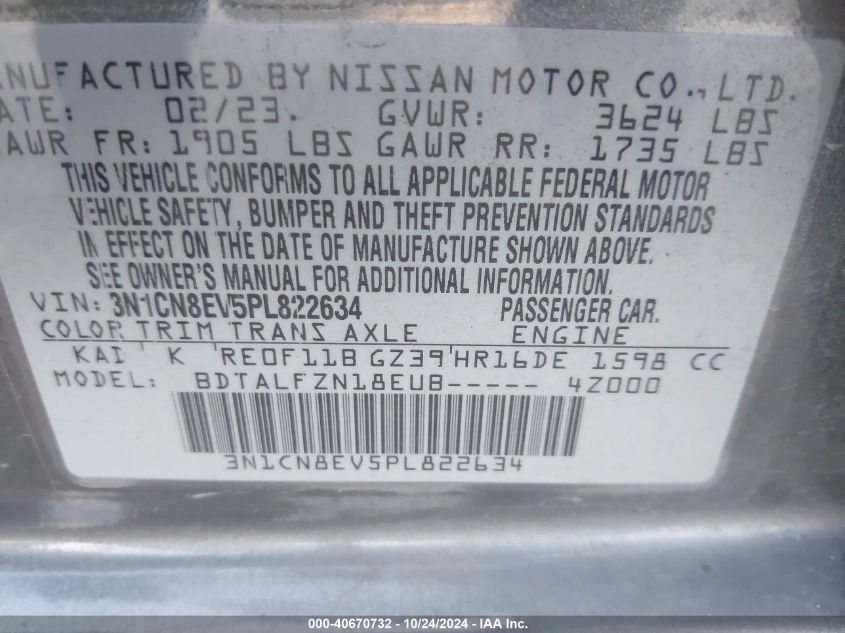 ANUFACTURED BY NISSAN MOTOR CO., LTD.
ATE: 02/23. GVWR: 3624 LBS
AWR FR: 1905 LBS GAWR RR: 1735 LBS
THIS VEHICLE CONFORMS TO ALL APPLICABLE FEDERAL MOTOR
VEHICLE SAFETY, BUMPER AND THEFT PREVENTION STANDARDS
IN EFFECT ON THE DATE OF MANUFACTURE SHOWN ABOVE.
SEE OWNER'S MANUAL FOR ADDITIONAL INFORMATION.
VIN: 3N1CN8EV5PL822634 PASSENGER CAR.
COLOR TRIM TRANS AXLE ENGINE
KAD K RE0F11B GZ39 HR16DE 1598 CC
MODEL: BDTALFZN18EUB----- 4Z000
3N1CN8EV5PL822634
000-40670732 - 10/24/2024 - IAA Inc.